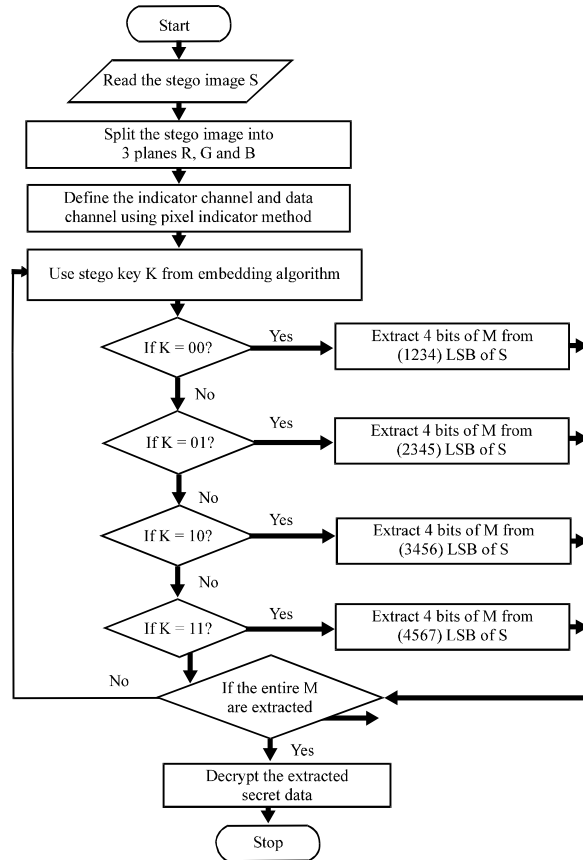 Start
Read the stego image S
Split the stego image into
3 planes R, G and B
Define the indicator channel and data
channel using pixel indicator method
Use stego key K from embedding algorithm
If K = 00?
Yes
Extract 4 bits of M from
(1234) LSB of S
No
If K = 01?
Yes
Extract 4 bits of M from
(2345) LSB of S
No
If K = 10?
Yes
Extract 4 bits of M from
(3456) LSB of S
No
If K = 11?
Yes
Extract 4 bits of M from
(4567) LSB of S
No
If the entire M
are extracted
Yes
Decrypt the extracted
secret data
Stop